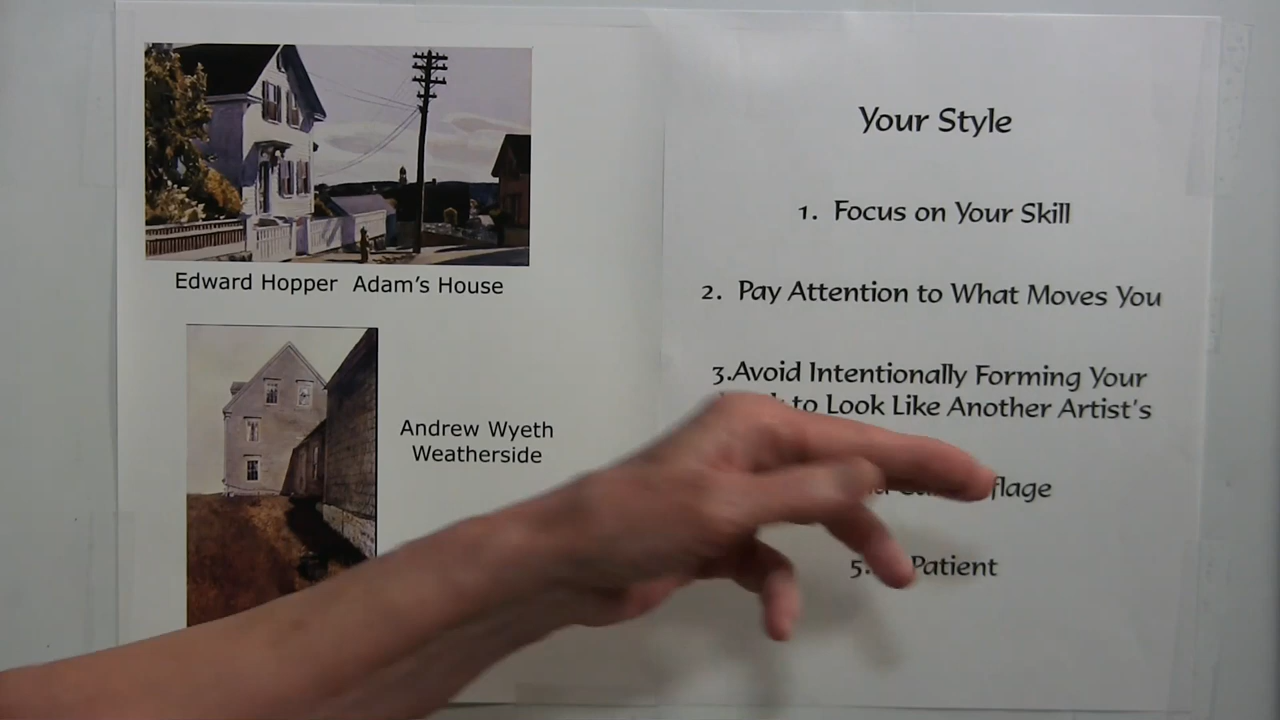 Edward Hopper Adam's House
Andrew Wyeth
Weatherside
Your Style
1. Focus on Your Skill
2. Pay Attention to What Moves You
3.Avoid Intentionally Forming Your
to Look Like Another Artist's
flage
5. Patient